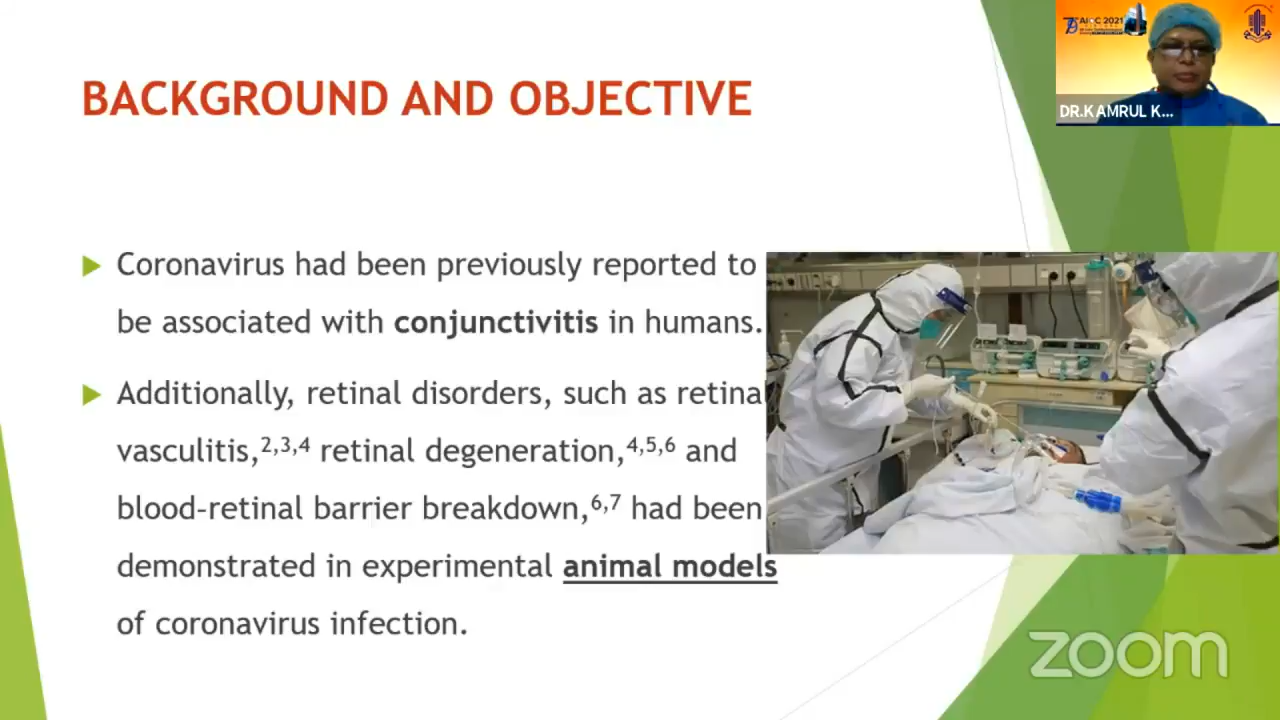 BACKGROUND AND OBJECTIVE
AIOC 2021
DR.KAMRUL K...
Coronavirus had been previously reported to
be associated with conjunctivitis in humans.
Additionally, retinal disorders, such as retina
vasculitis,2,3,4 retinal degeneration,4,5,6 and
blood-retinal barrier breakdown,6,7 had been
demonstrated in experimental animal models
of coronavirus infection.
zoom